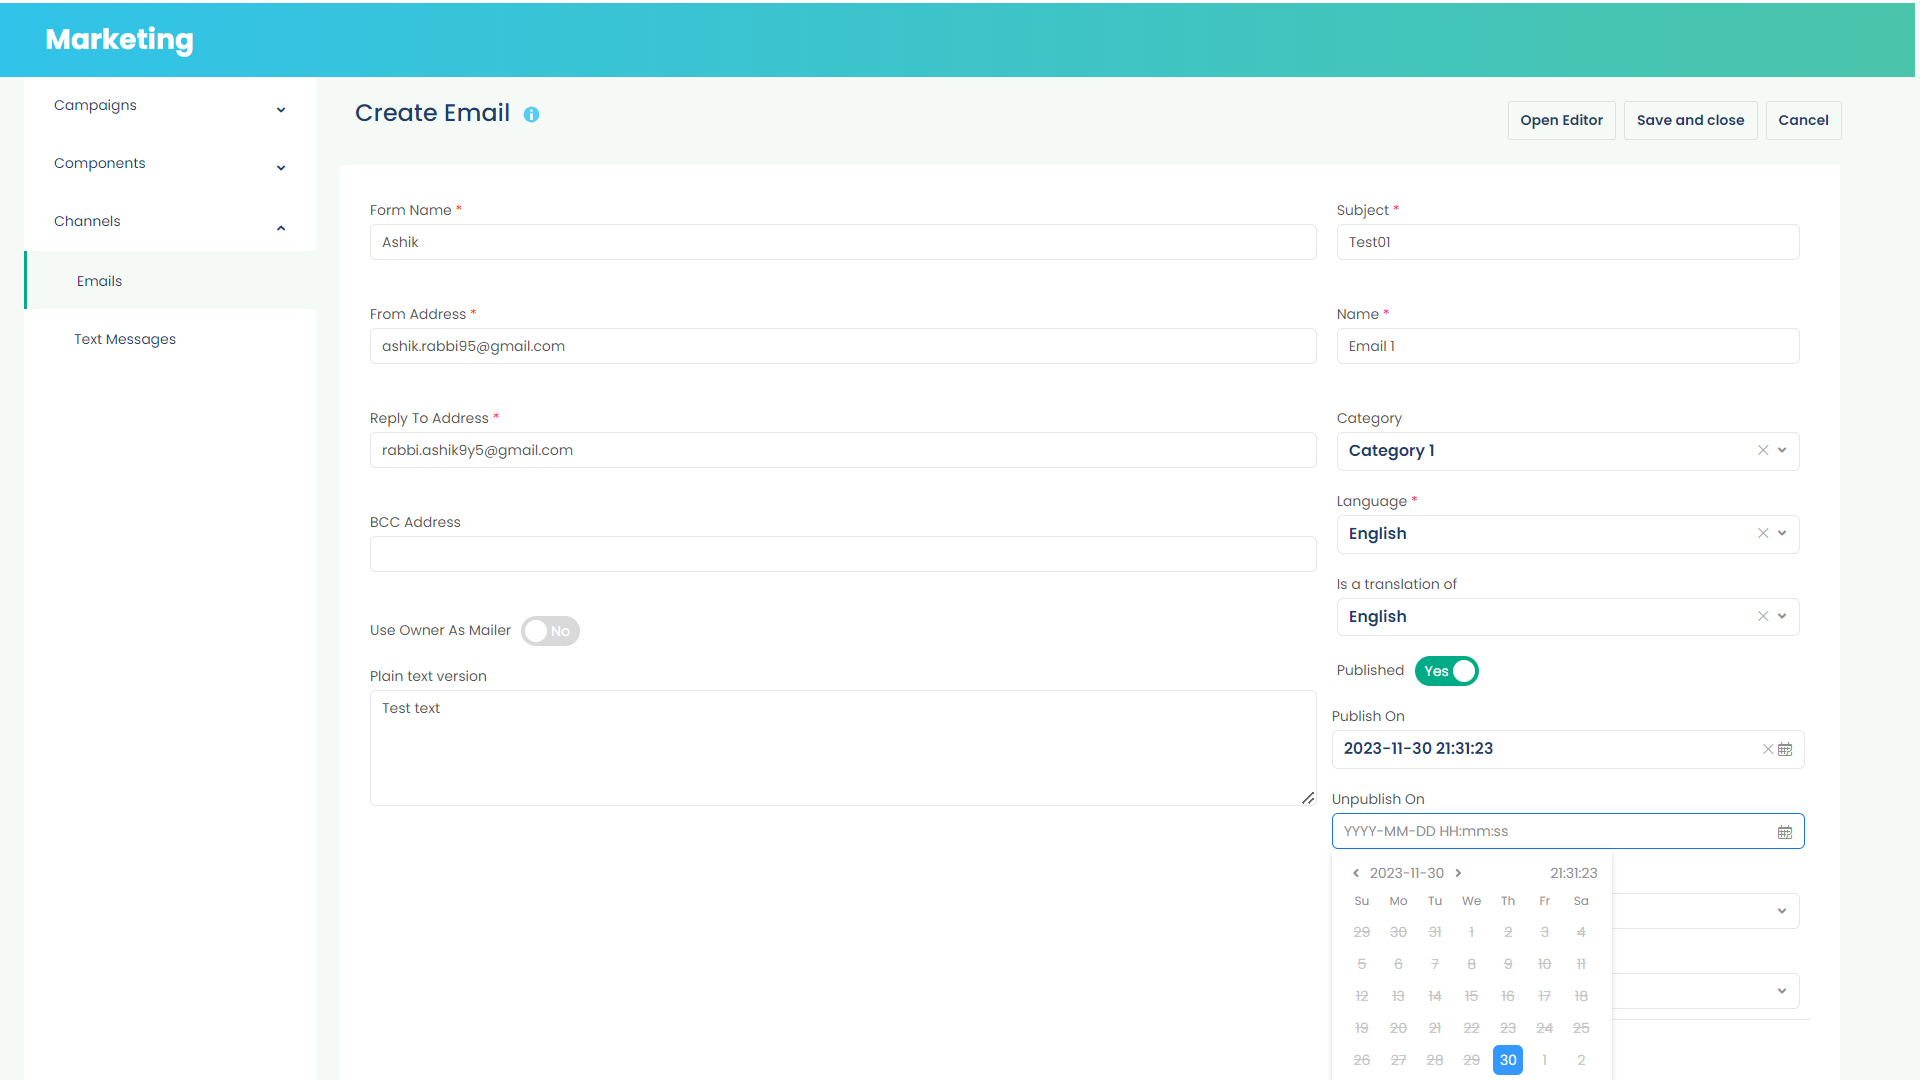 Marketing
Campaigns
Components
Channels
Emails
Text Messages
Create Email
Open Editor
Save and close
Cancel
Form Name *
Ashik
From Address *
ashik.rabbi95@gmail.com
Reply To Address *
rabbi.ashik9y5@gmail.com
BCC Address
Use Owner As Mailer No
Plain text version
Test text
Subject *
Test01
Name *
Email 1
Category
Category 1
Language *
English
Is a translation of
English
Published Yes
Publish On
2023-11-30 21:31:23
Unpublish On
YYYY-MM-DD HH:mm:ss
2023-11-30 21:31:23
Su Mo Tu We Th Fr Sa
29 30 31 1 2 3 4
5 6 7 8 9 10 11
12 13 14 15 16 17 18
19 20 21 22 23 24 25
26 27 28 29 30 1 2